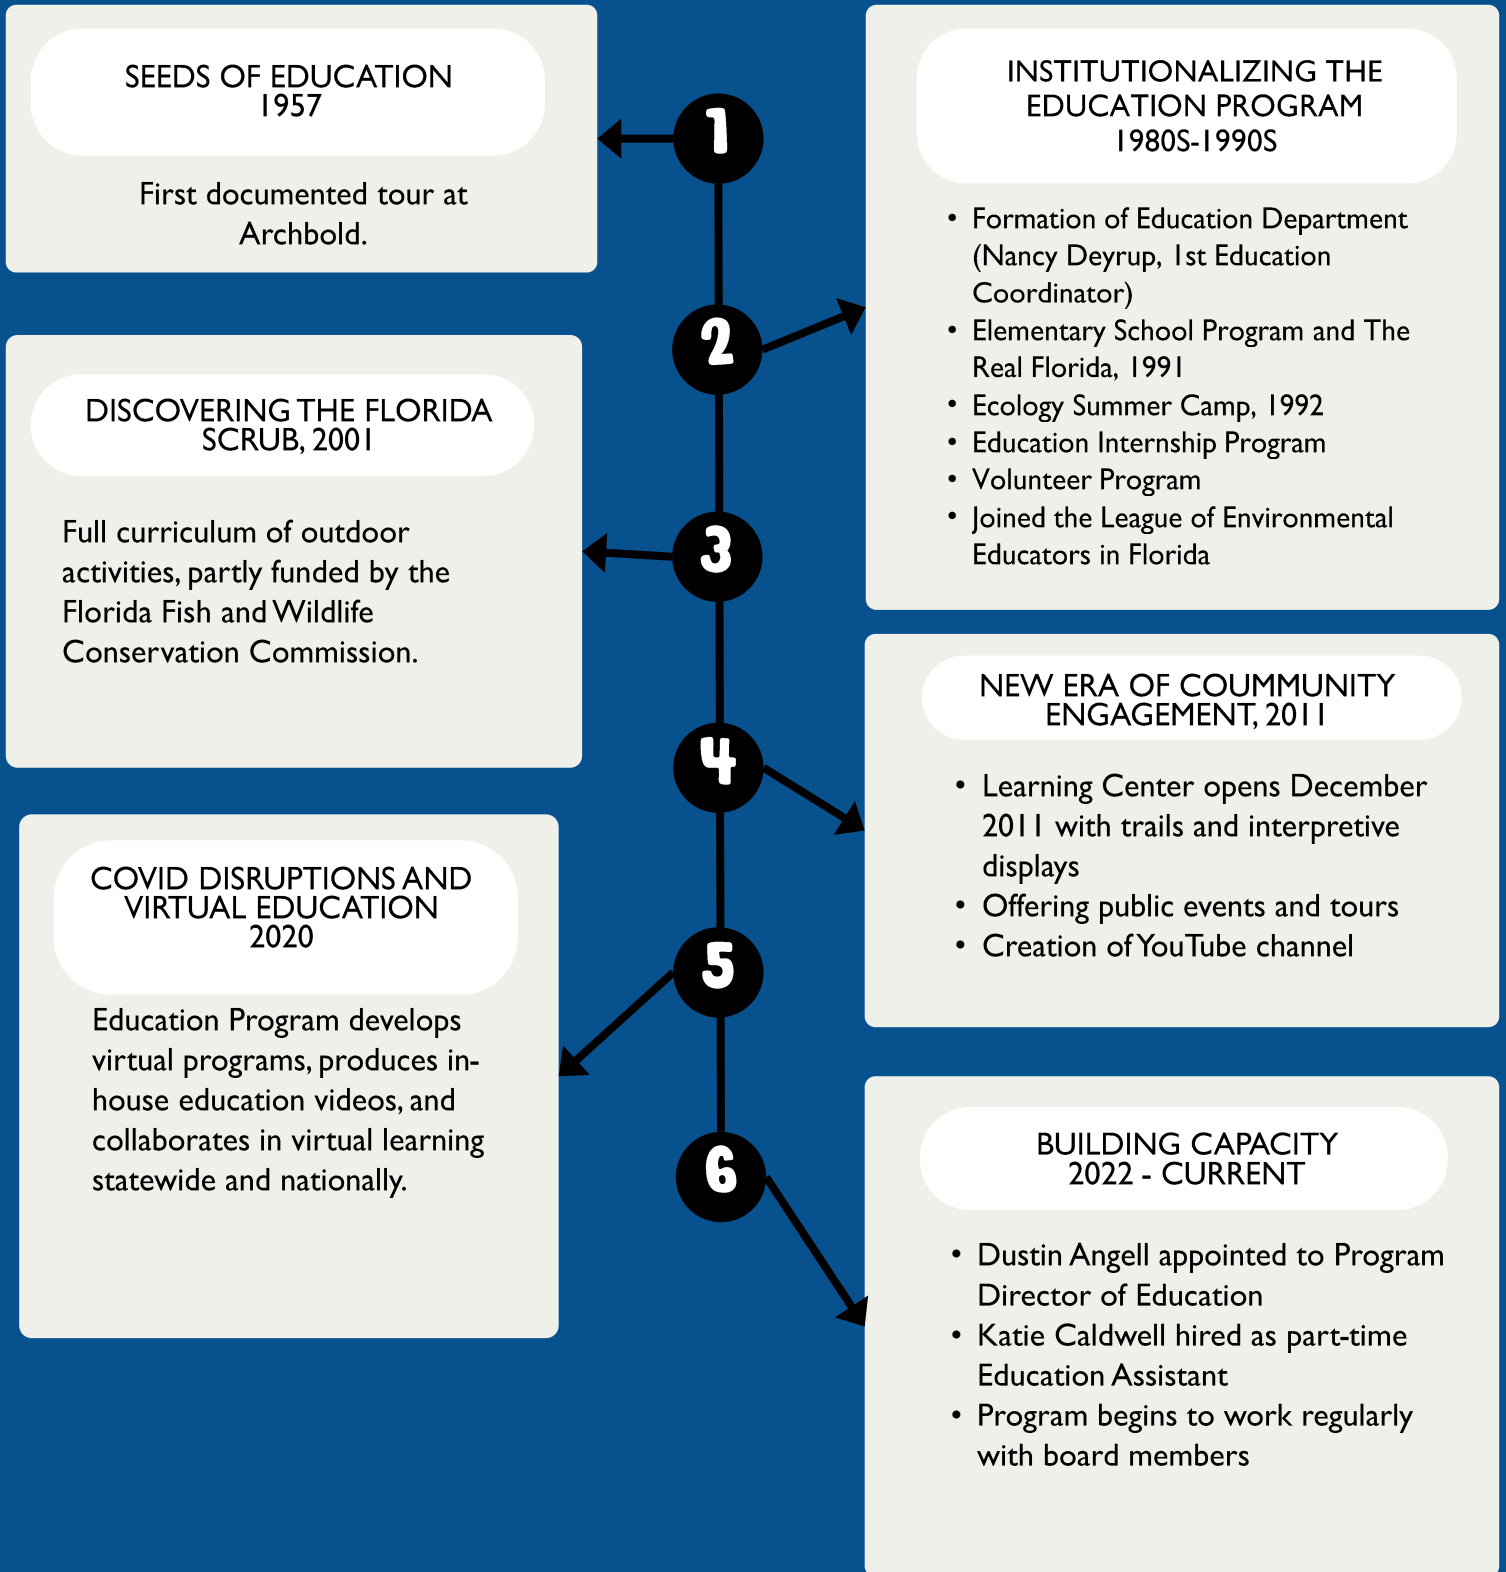 SEEDS OF EDUCATION
1957
First documented tour at
Archbold.
1
INSTITUTIONALIZING THE
EDUCATION PROGRAM
1980S-1990S
• Formation of Education Department
(Nancy Deyrup, 1st Education
Coordinator)
• Elementary School Program and The
Real Florida, 1991
• Ecology Summer Camp, 1992
• Education Internship Program
• Volunteer Program
• Joined the League of Environmental
Educators in Florida
2
DISCOVERING THE FLORIDA
SCRUB, 2001
Full curriculum of outdoor
activities, partly funded by the
Florida Fish and Wildlife
Conservation Commission.
3
NEW ERA OF COUMMUNITY
ENGAGEMENT, 2011
• Learning Center opens December
2011 with trails and interpretive
displays
• Offering public events and tours
• Creation of YouTube channel
4
COVID DISRUPTIONS AND
VIRTUAL EDUCATION
2020
Education Program develops
virtual programs, produces in-
house education videos, and
collaborates in virtual learning
statewide and nationally.
5
BUILDING CAPACITY
2022 - CURRENT
• Dustin Angell appointed to Program
Director of Education
• Katie Caldwell hired as part-time
Education Assistant
• Program begins to work regularly
with board members
6